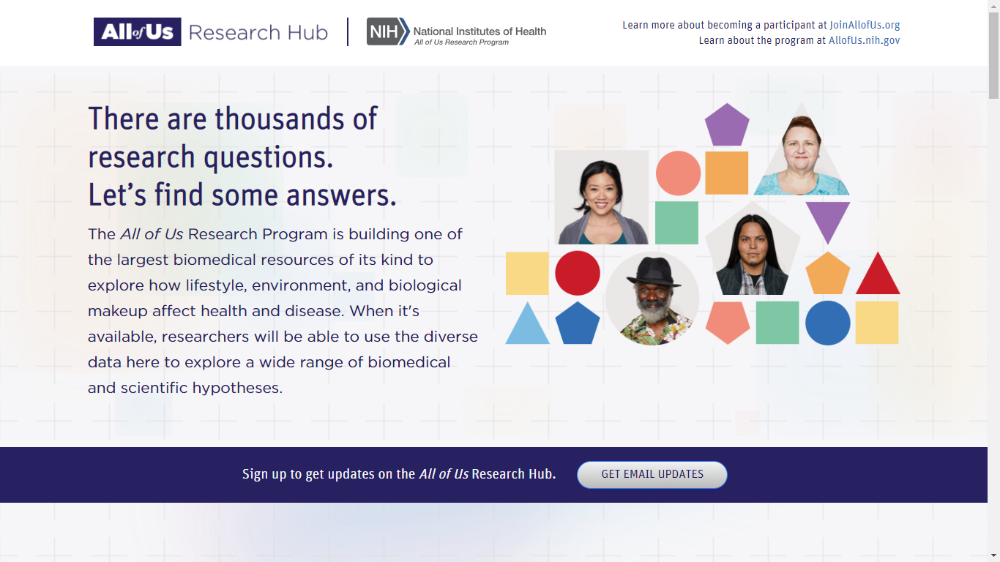 All of Us Research Hub
NIH National Institutes of Health
All of Us Research Program
Learn more about becoming a participant at JoinAllofUs.org
Learn about the program at AllofUs.nih.gov
There are thousands of
research questions.
Let’s find some answers.
The All of Us Research Program is building one of
the largest biomedical resources of its kind to
explore how lifestyle, environment, and biological
makeup affect health and disease. When it's
available, researchers will be able to use the diverse
data here to explore a wide range of biomedical
and scientific hypotheses.
Sign up to get updates on the All of Us Research Hub.
GET EMAIL UPDATES